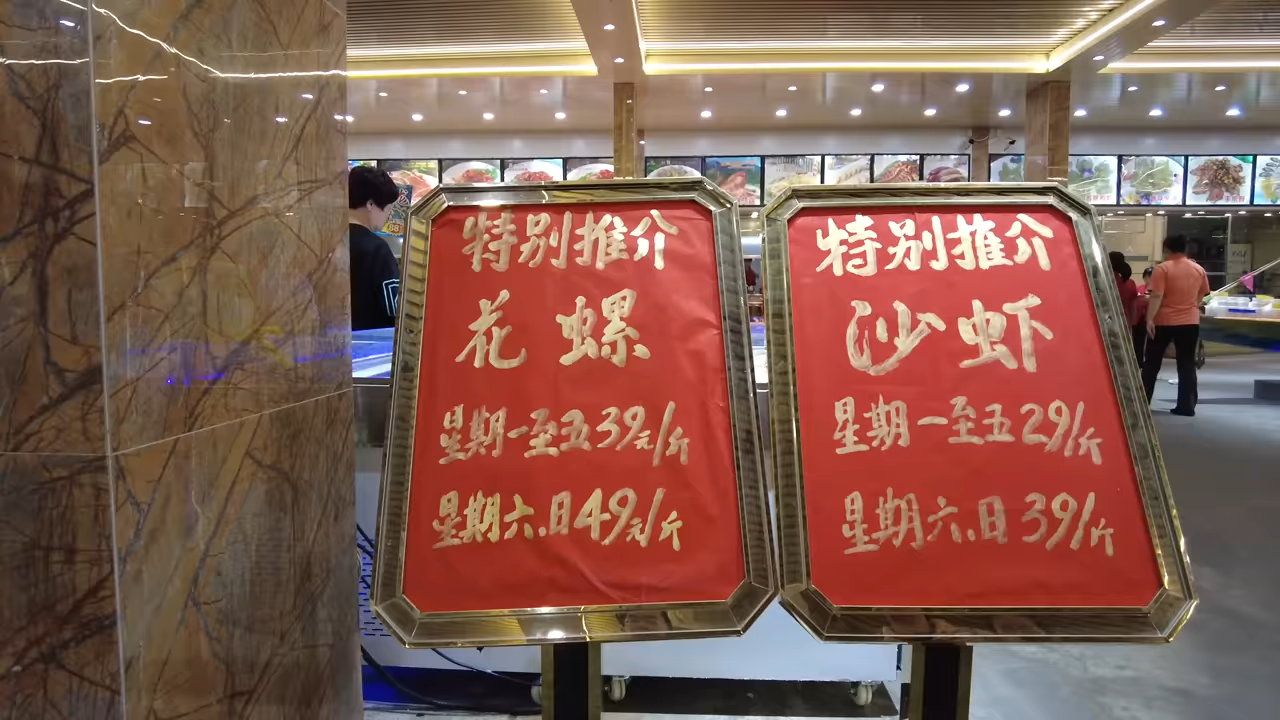 特别推介
花 螺
星期一至五39元/斤
星期六.日49元/斤
特别推介
沙虾
星期一至五29/斤
星期六.日39/斤
88